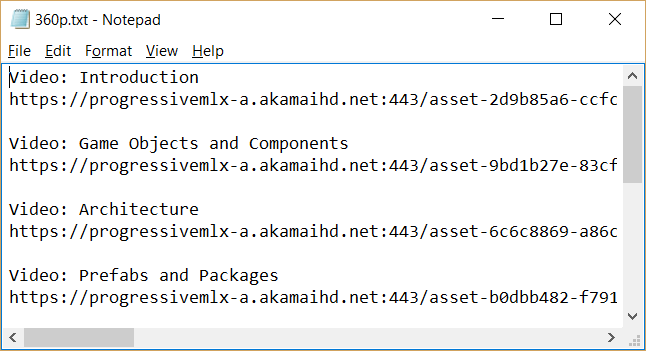 360p.txt - Notepad
File Edit Format View Help
Video: Introduction
https://progressivemlx-a.akamaihd.net:443/asset-2d9b85a6-ccfc
Video: Game Objects and Components
https://progressivemlx-a.akamaihd.net:443/asset-9bd1b27e-83cf
Video: Architecture
https://progressivemlx-a.akamaihd.net:443/asset-6c6c8869-a86c
Video: Prefabs and Packages
https://progressivemlx-a.akamaihd.net:443/asset-b0dbb482-f791